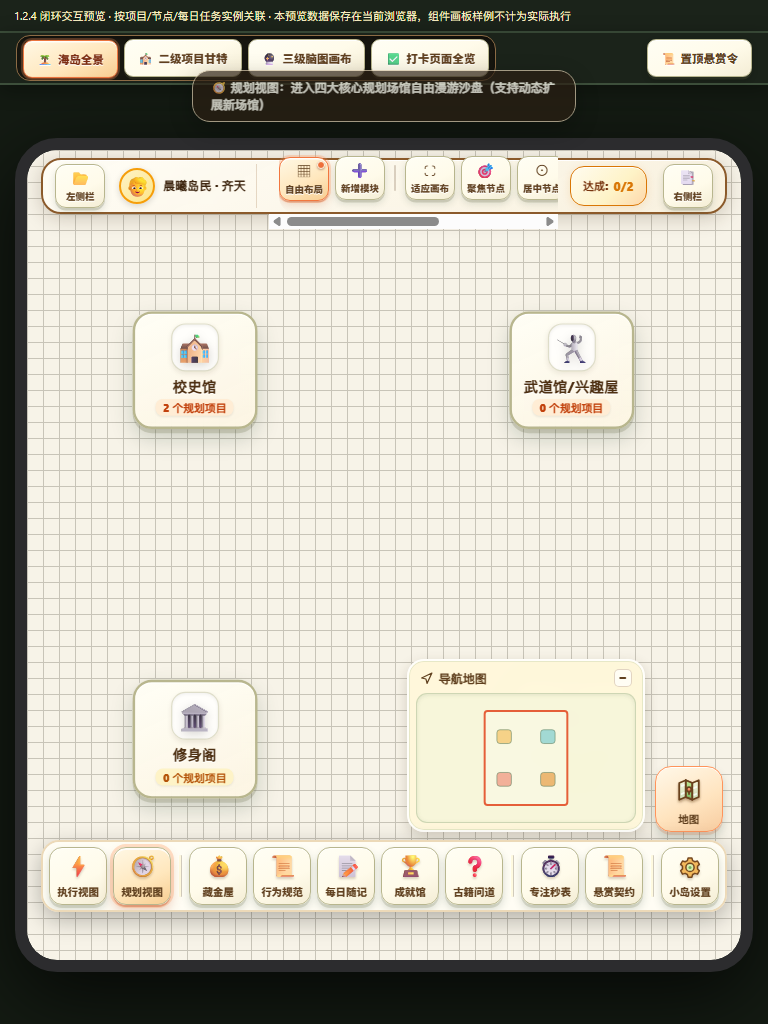 1.2.4 闭环交互预览 · 按项目/节点/每日任务实例关联 · 本预览数据保存在当前浏览器，组件画板样例不计为实际执行
海岛全景
二级项目甘特
三级脑图画布
打卡页面全览
置顶悬赏令
规划视图：进入四大核心规划场馆自由漫游沙盘（支持动态扩
展新场馆）
左侧栏
晨曦岛民 · 齐天
自由布局
新增模块
适应画布
聚焦节点
居中节点
达成: 0/2
右侧栏
校史馆
2 个规划项目
武道馆/兴趣屋
0 个规划项目
修身阁
0 个规划项目
导航地图
地图
执行视图
规划视图
藏金屋
行为规范
每日随记
成就馆
古籍问道
专注秒表
悬赏契约
小岛设置